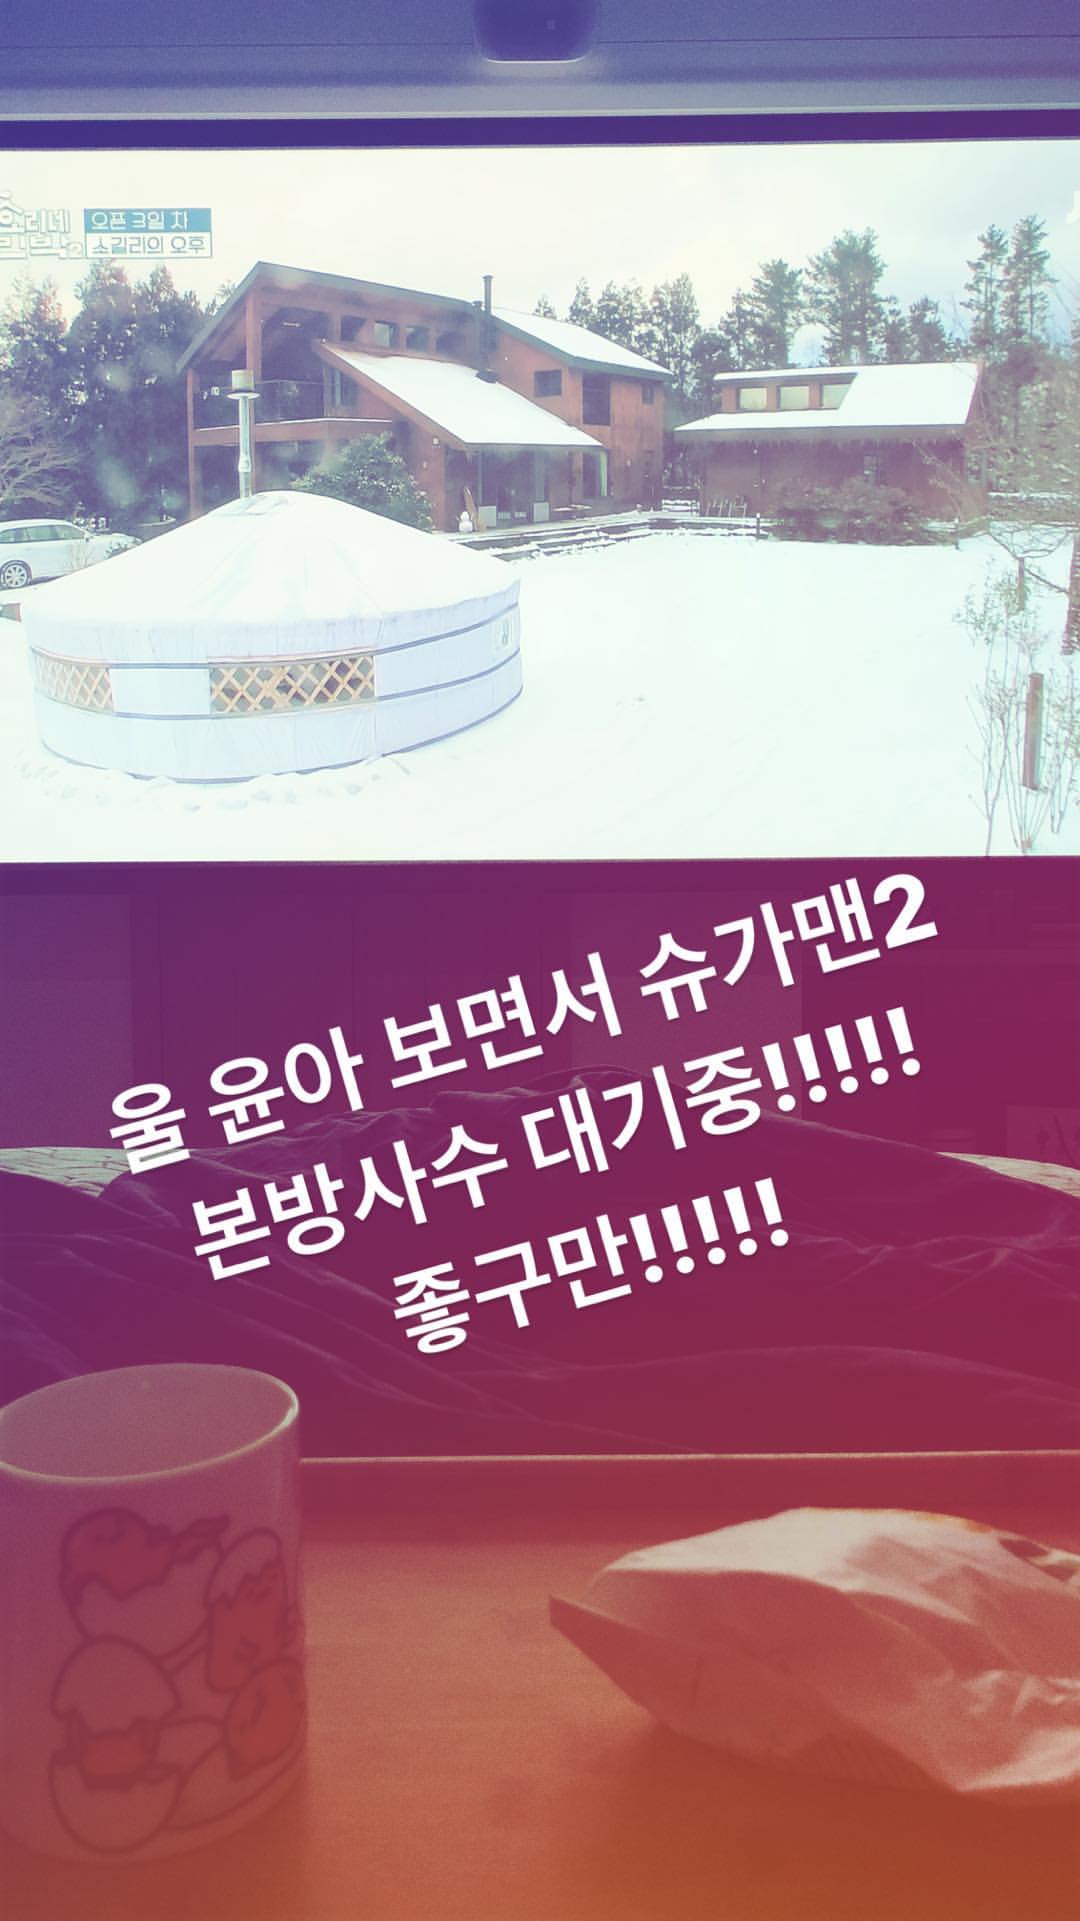 효리네
민박2
오픈 3일 차
소길리의 오후
울 윤아 보면서 슈가맨2
본방사수 대기중!!!!!
좋구만!!!!!